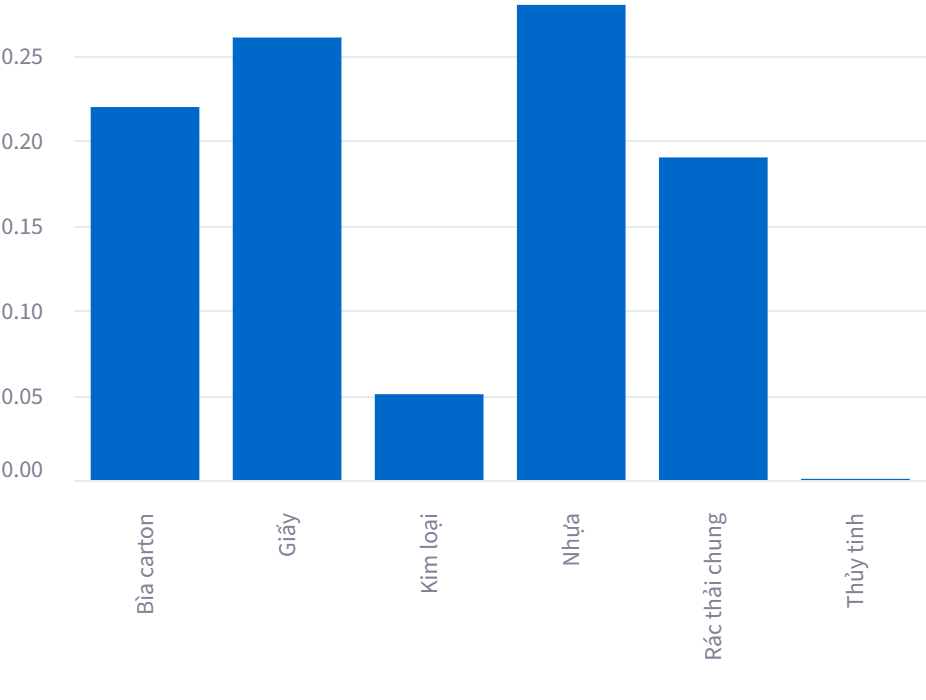 0.25
0.20
0.15
0.10
0.05
0.00
Bìa carton
Giấy
Kim loại
Nhựa
Rác thải chung
Thủy tinh